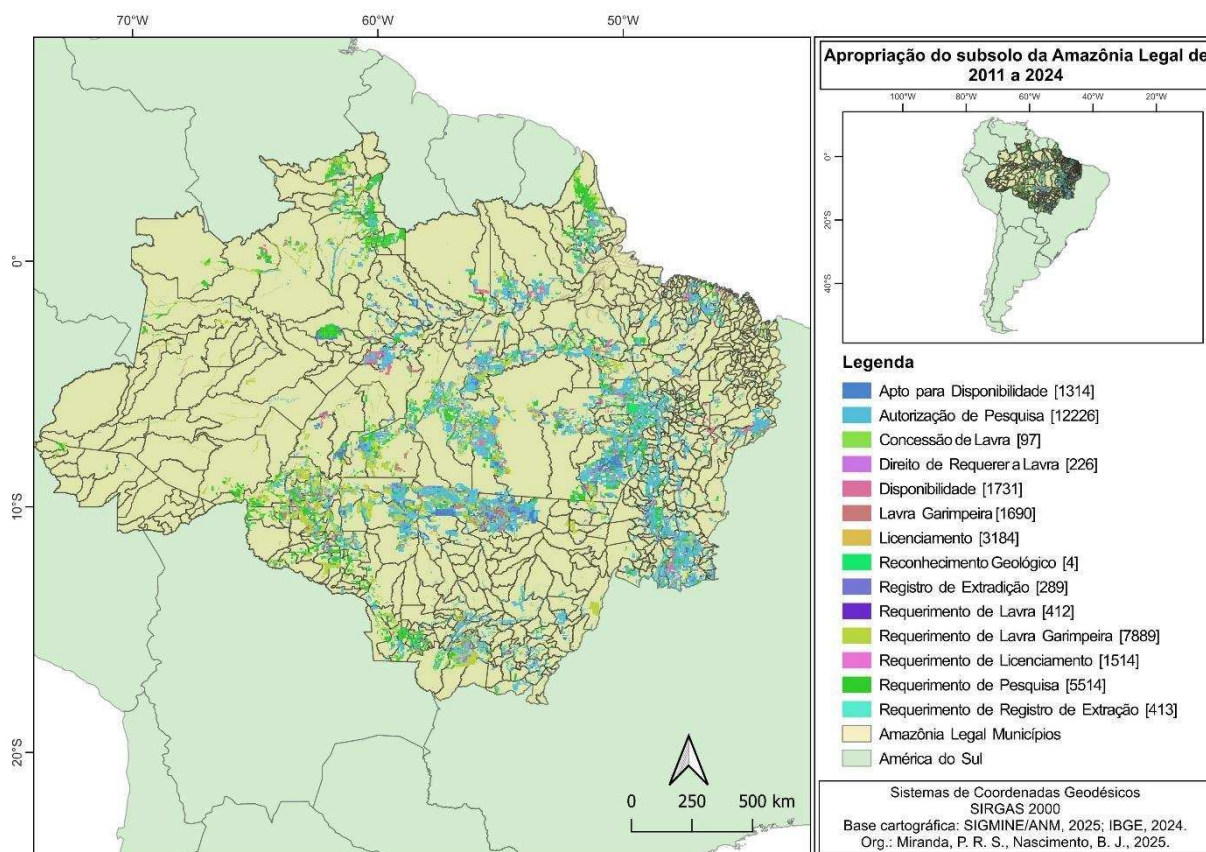 70°W
60°W
50°W
0°
10°S
20°S
0
250
500 km
Apropriação do subsolo da Amazônia Legal de
2011 a 2024
100°W
80°W
60°W
40°W
20°W
0°
20°S
40°S
Legenda
Apto para Disponibilidade [1314]
Autorização de Pesquisa [12226]
Concessão de Lavra [97]
Direito de Requerer a Lavra [226]
Disponibilidade [1731]
Lavra Garimpeira [1690]
Licenciamento [3184]
Reconhecimento Geológico [4]
Registro de Extradição [289]
Requerimento de Lavra [412]
Requerimento de Lavra Garimpeira [7889]
Requerimento de Licenciamento [1514]
Requerimento de Pesquisa [5514]
Requerimento de Registro de Extração [413]
Amazônia Legal Municípios
América do Sul
Sistemas de Coordenadas Geodésicos
SIRGAS 2000
Base cartográfica: SIGMINE/ANM, 2025; IBGE, 2024.
Org.: Miranda, P. R. S., Nascimento, B. J., 2025.